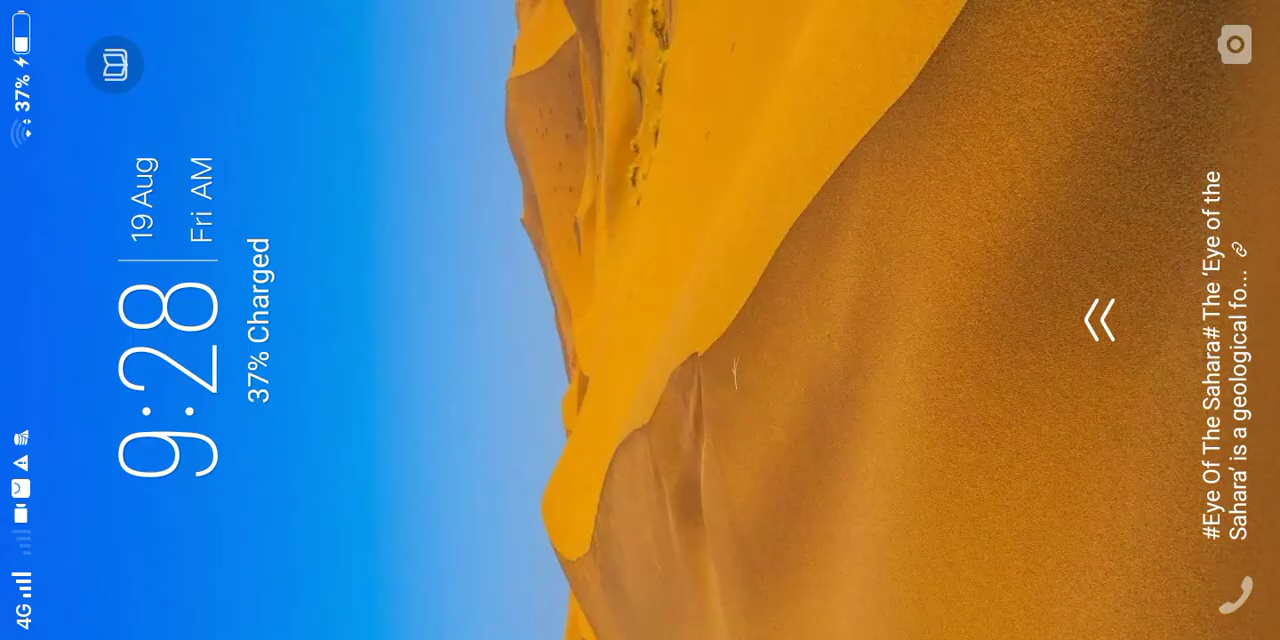 4G
37%
9:28
19 Aug
Fri AM
37% Charged
#Eye Of The Sahara# The 'Eye of the
Sahara' is a geological fo...